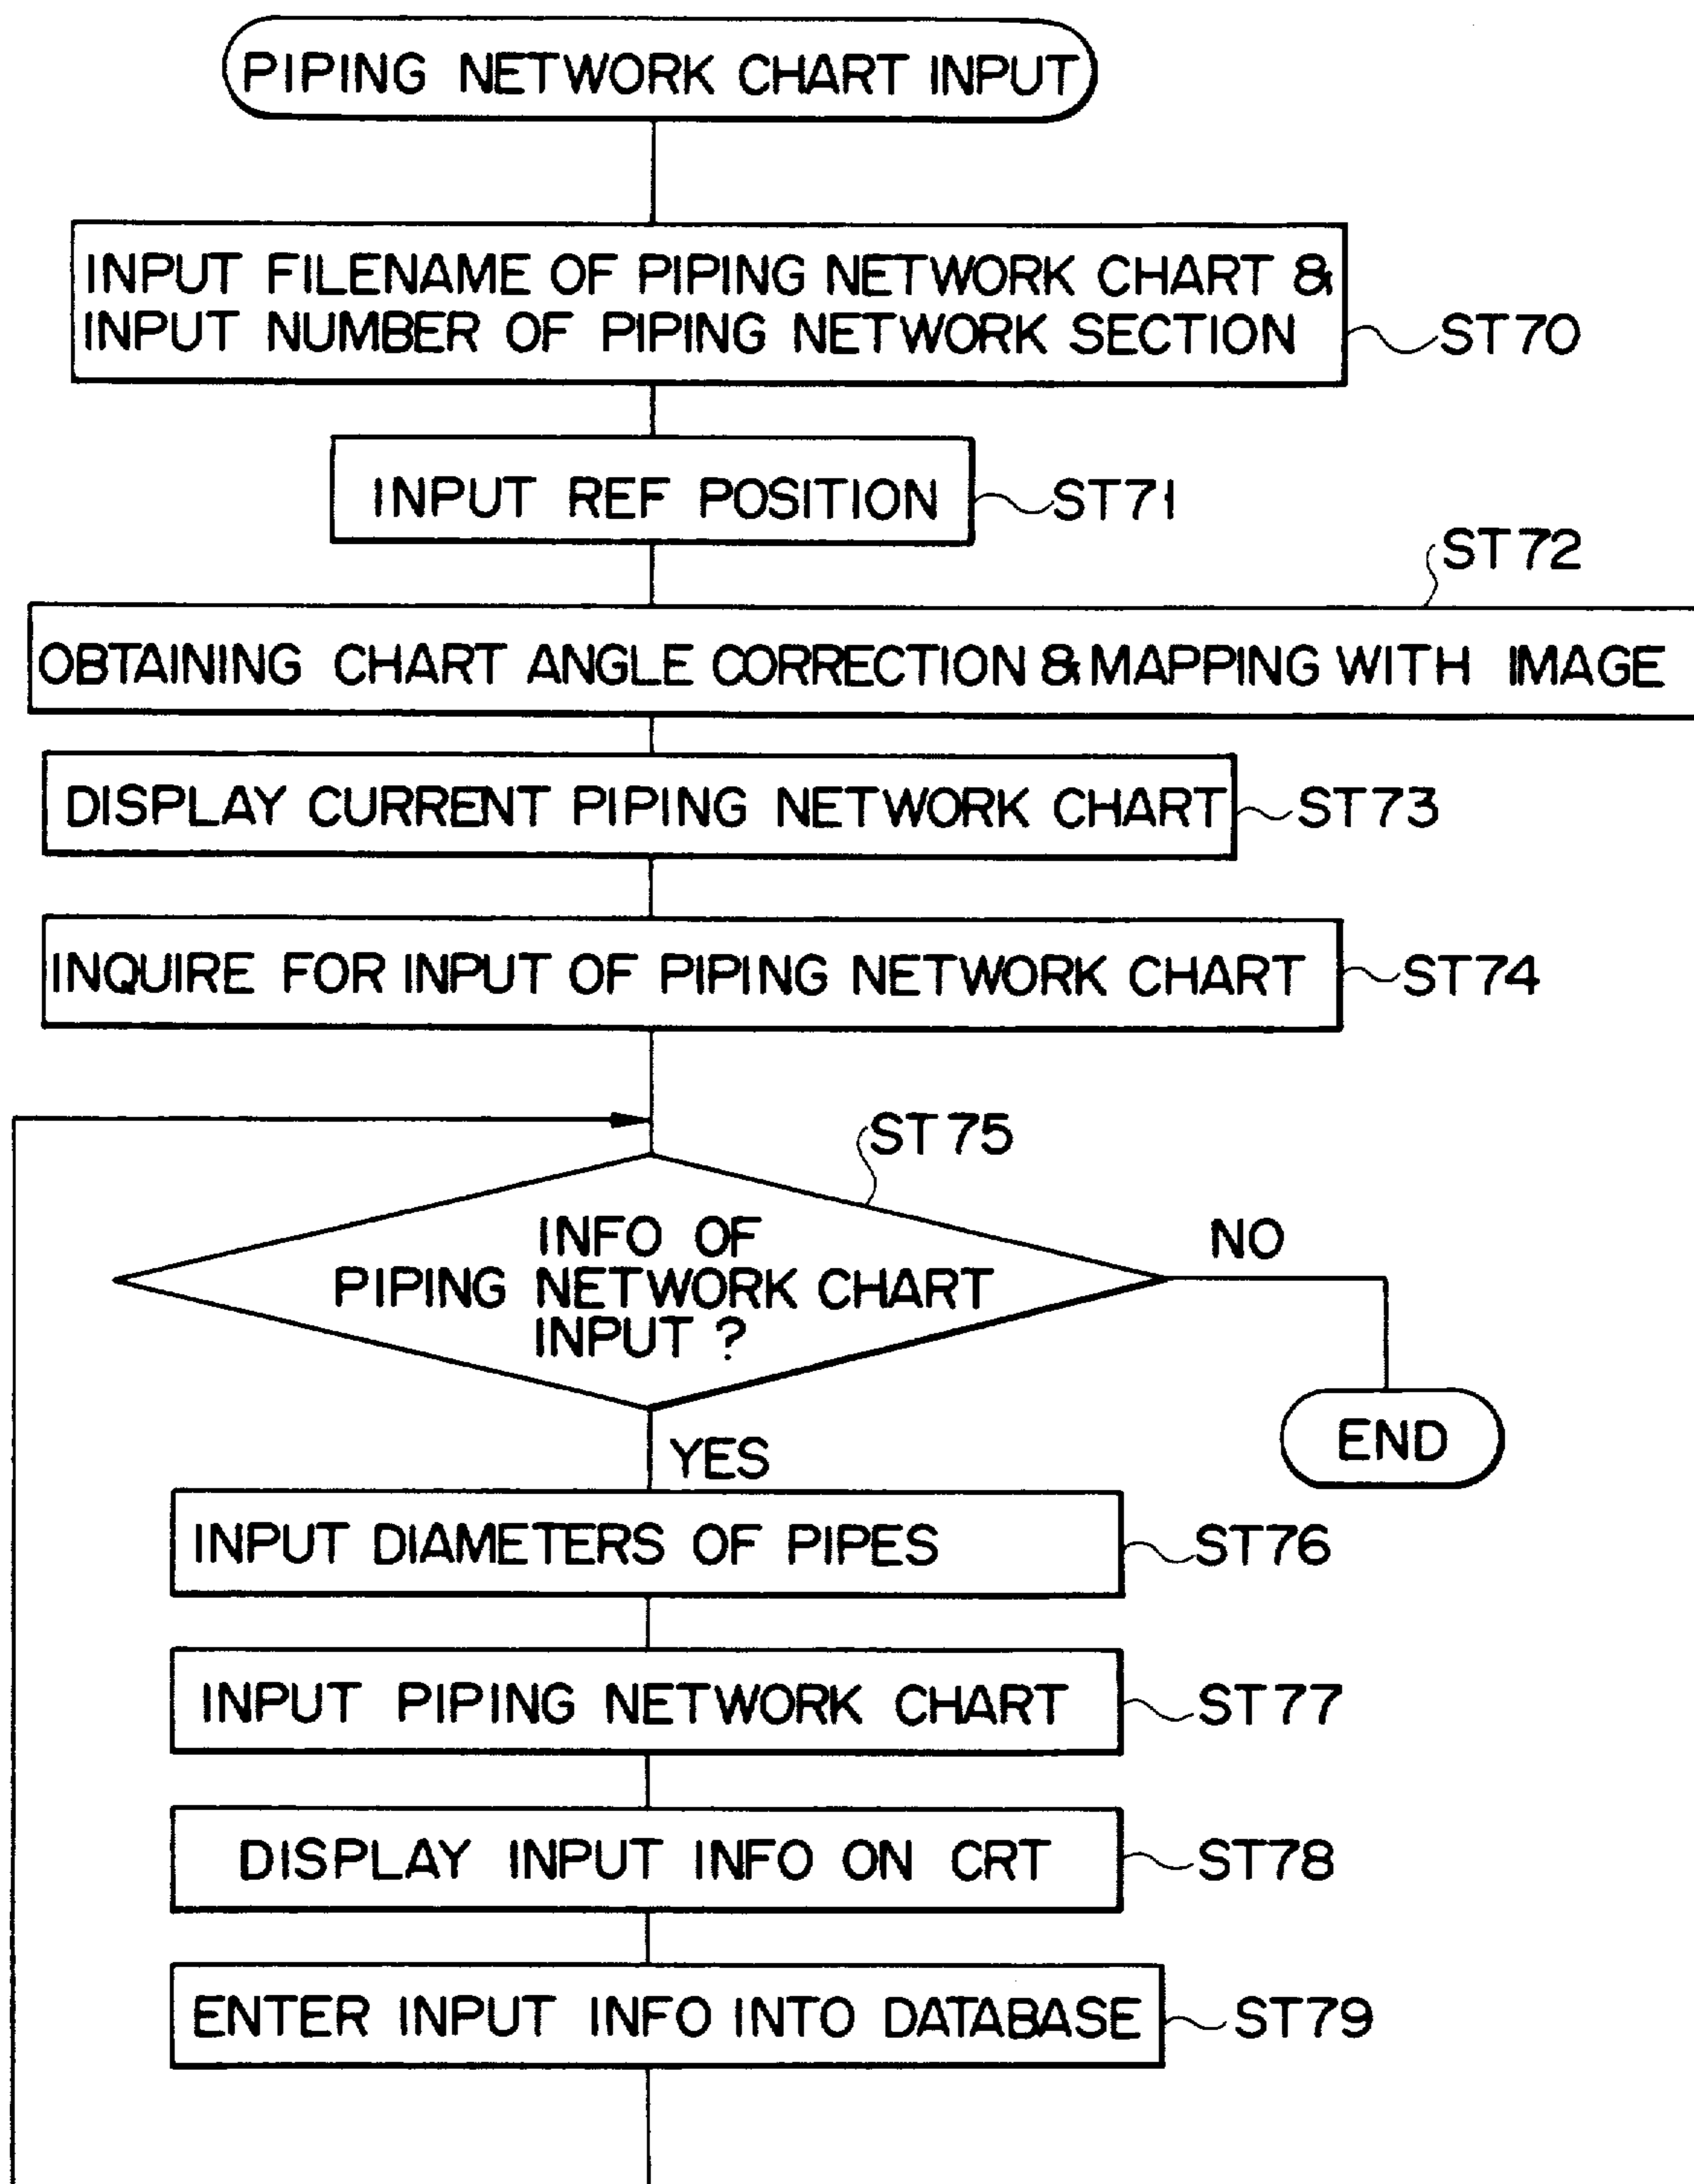 PIPING NETWORK CHART INPUT
INPUT FILENAME OF PIPING NETWORK CHART &
INPUT NUMBER OF PIPING NETWORK SECTION
ST70
INPUT REF POSITION
ST71
ST72
OBTAINING CHART ANGLE CORRECTION & MAPPING WITH IMAGE
DISPLAY CURRENT PIPING NETWORK CHART
ST73
INQUIRE FOR INPUT OF PIPING NETWORK CHART
ST74
ST75
INFO OF
PIPING NETWORK CHART
INPUT ?
NO
END
YES
INPUT DIAMETERS OF PIPES
ST76
INPUT PIPING NETWORK CHART
ST77
DISPLAY INPUT INFO ON CRT
ST78
ENTER INPUT INFO INTO DATABASE
ST79